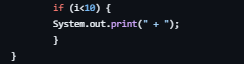 if (i<10) {
System.out.print(" + ");
}
}